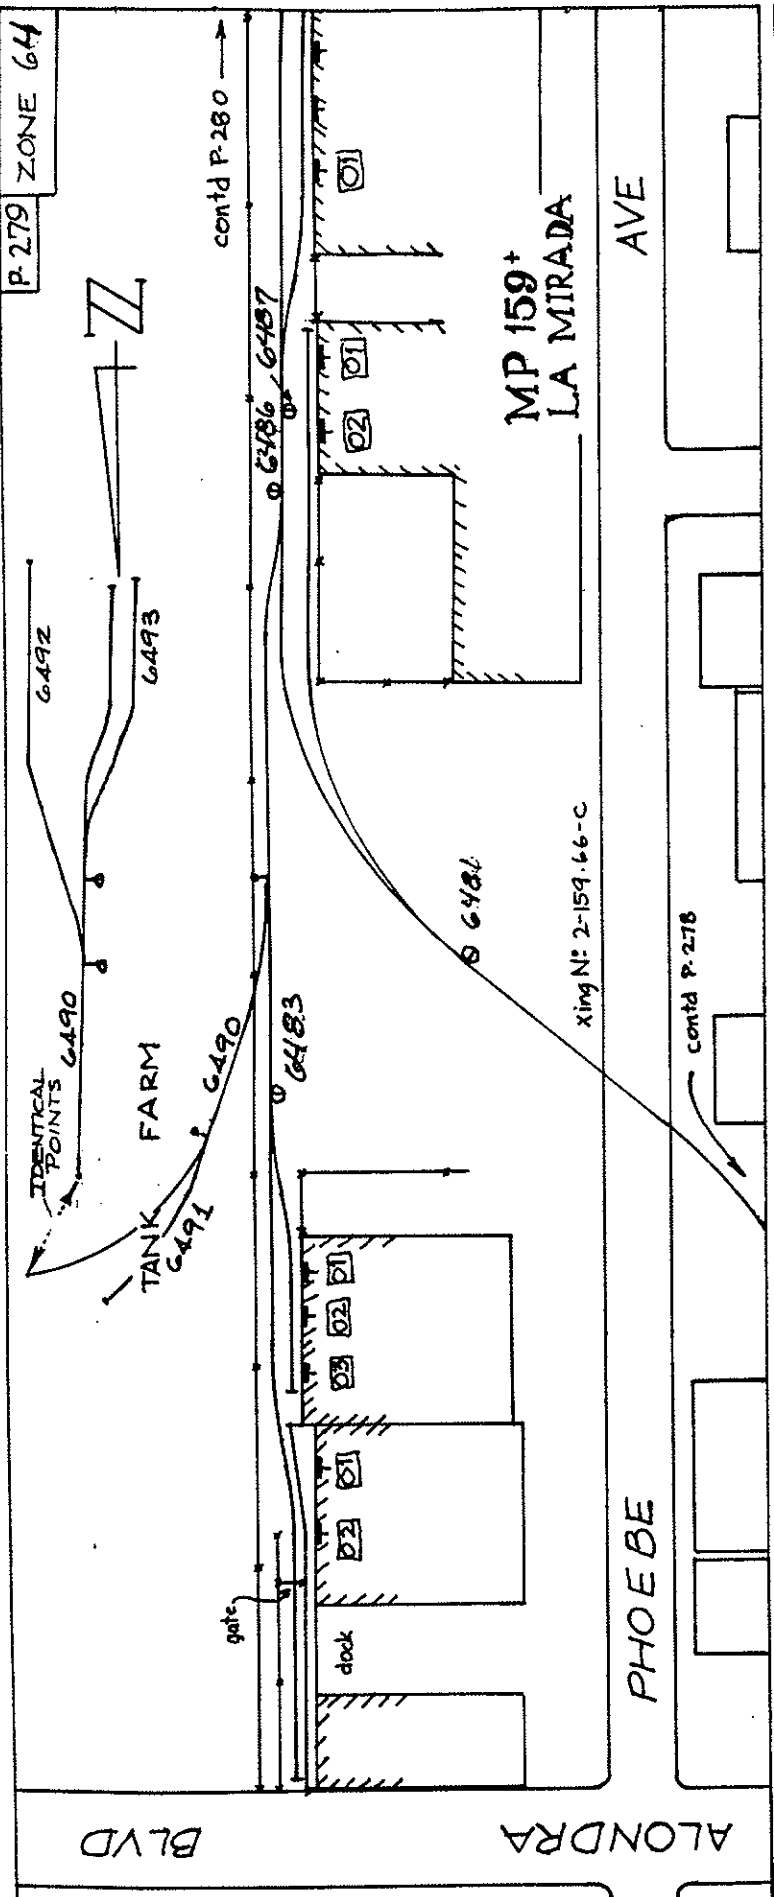 P-279 ZONE 64
contd P-280 →
N
6492
6493
6490
IDENTICAL
POINTS
TANK FARM
6490
6491
6483
6486, 6487
01
01
02
MP 159+
LA MIRADA
AVE
6481
Xing Nº 2-159.66-C
contd P-278
01
02
03
01
02
gate
dock
PHOEBE
ALONDRA BLVD